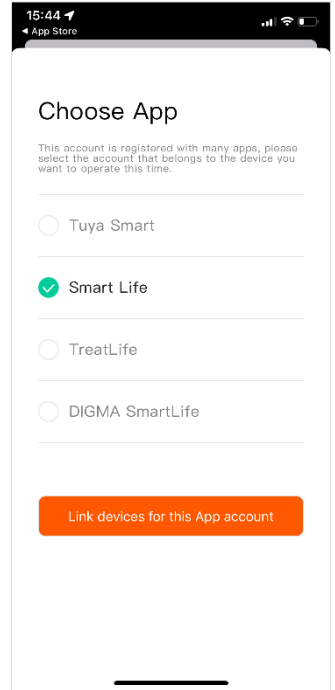 15:44
◀ App Store
Choose App
This account is registered with many apps, please
select the account that belongs to the device you
want to operate this time.
Tuya Smart
Smart Life
TreatLife
DIGMA SmartLife
Link devices for this App account